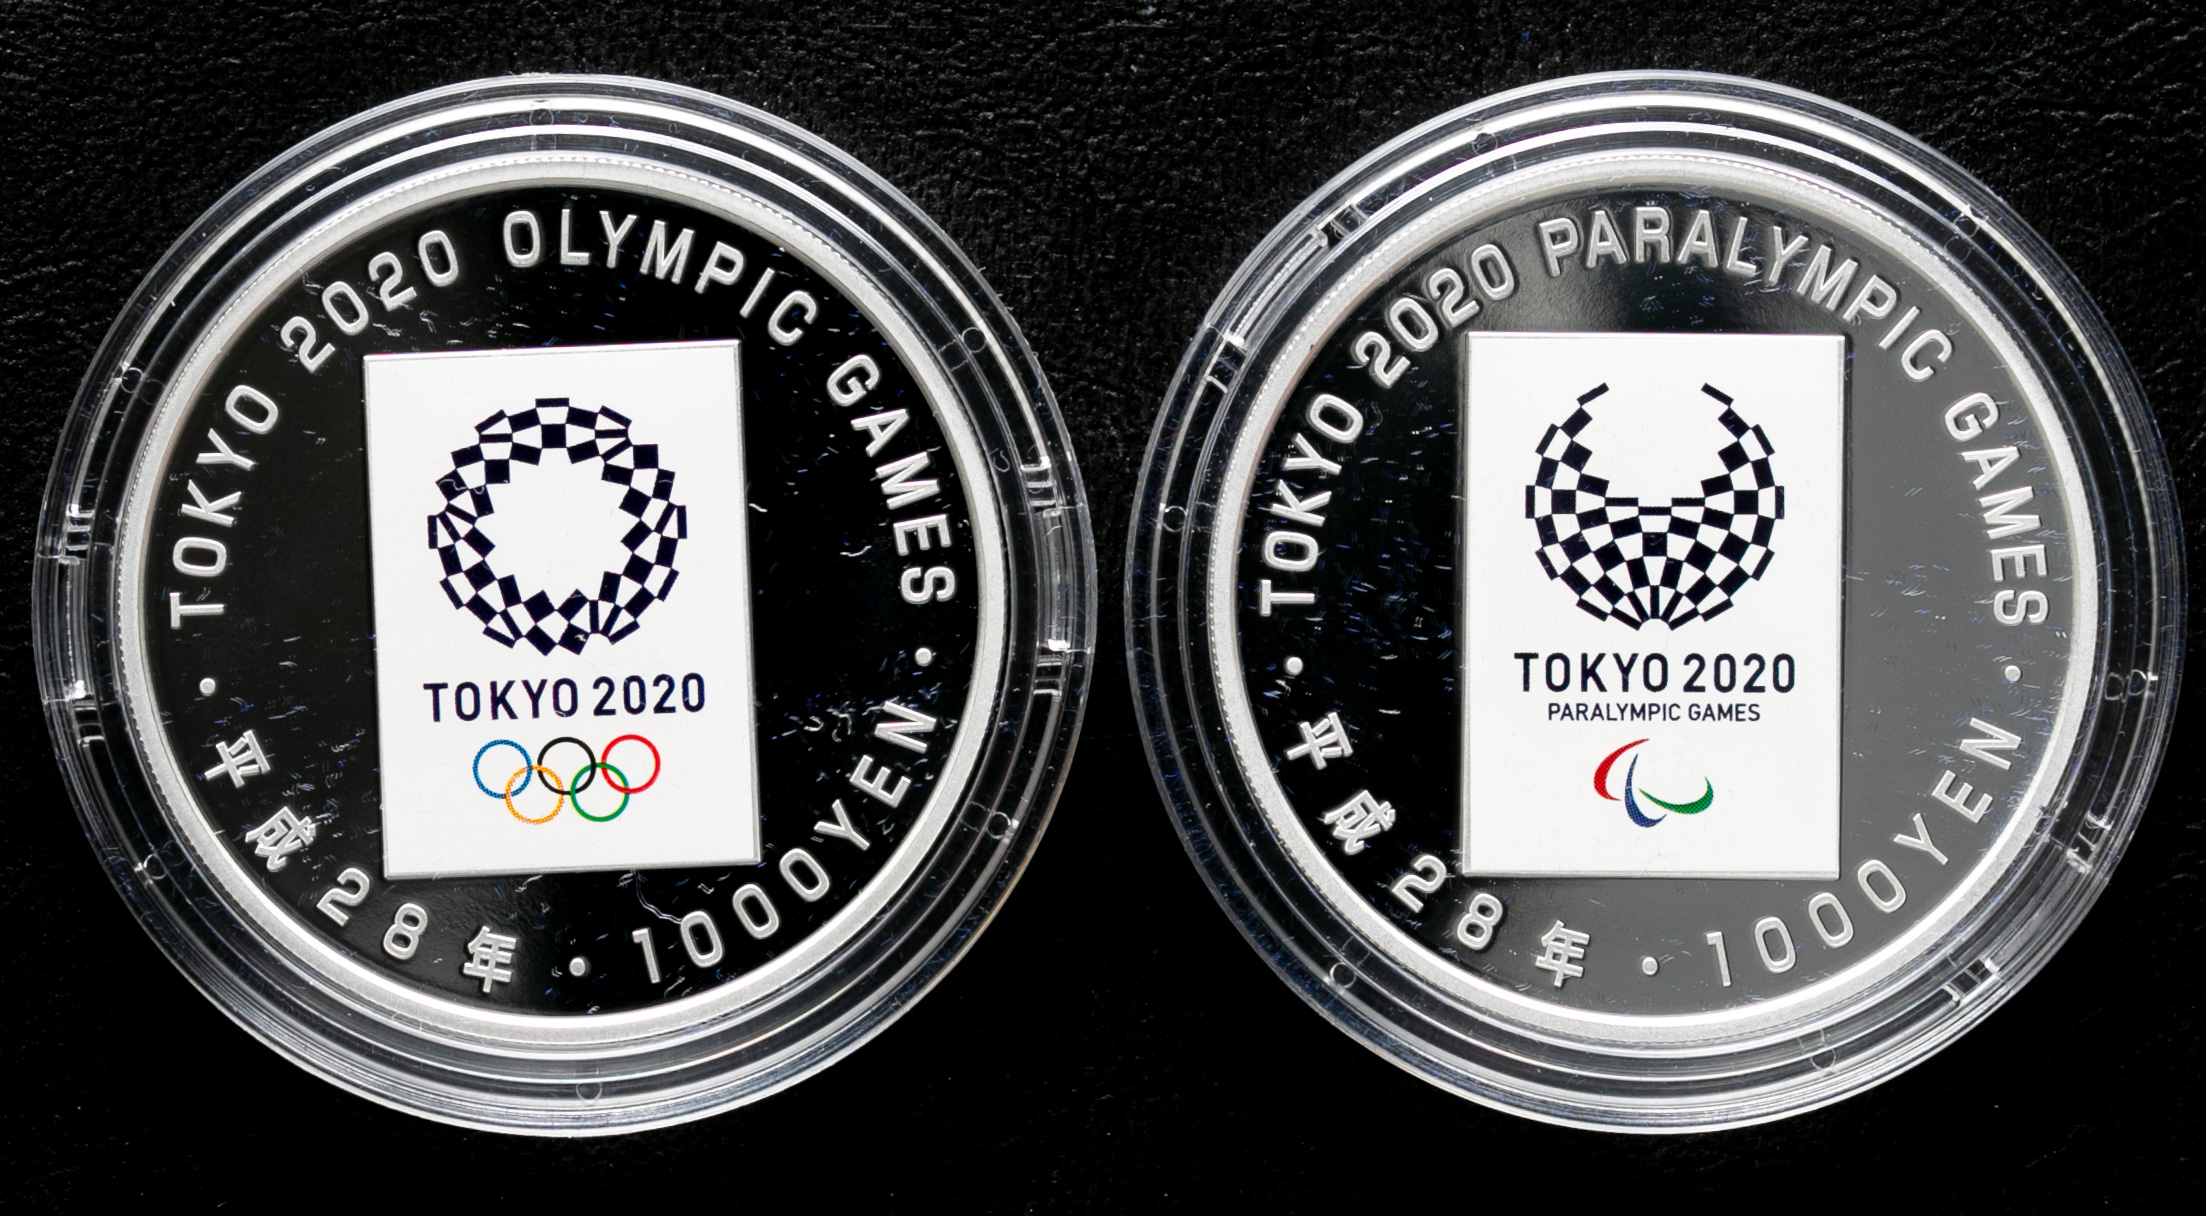 TOKYO 2020 OLYMPIC GAMES
TOKYO 2020
平成28年・1000YEN
TOKYO 2020 PARALYMPIC GAMES
TOKYO 2020
PARALYMPIC GAMES
平成28年・1000YEN